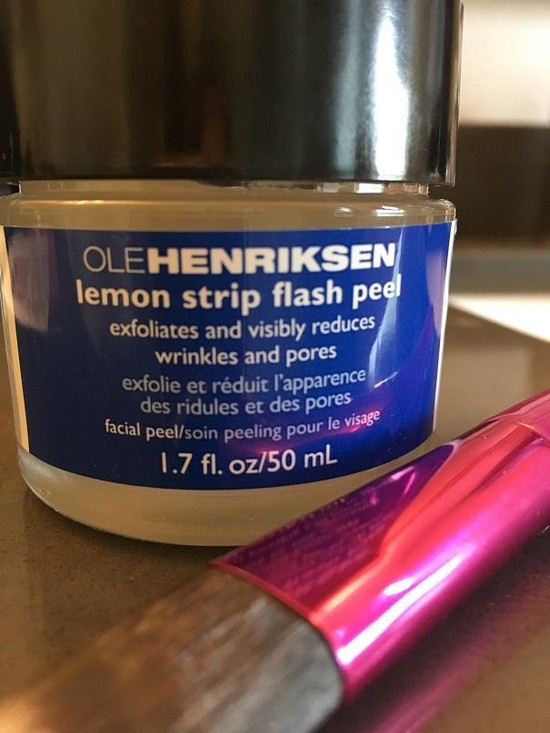 OLEHENRIKSEN
lemon strip flash peel
exfoliates and visibly reduces
wrinkles and pores
exfolie et réduit l'apparence
des ridules et des pores
facial peel/soin peeling pour le visage
1.7 fl. oz/50 mL